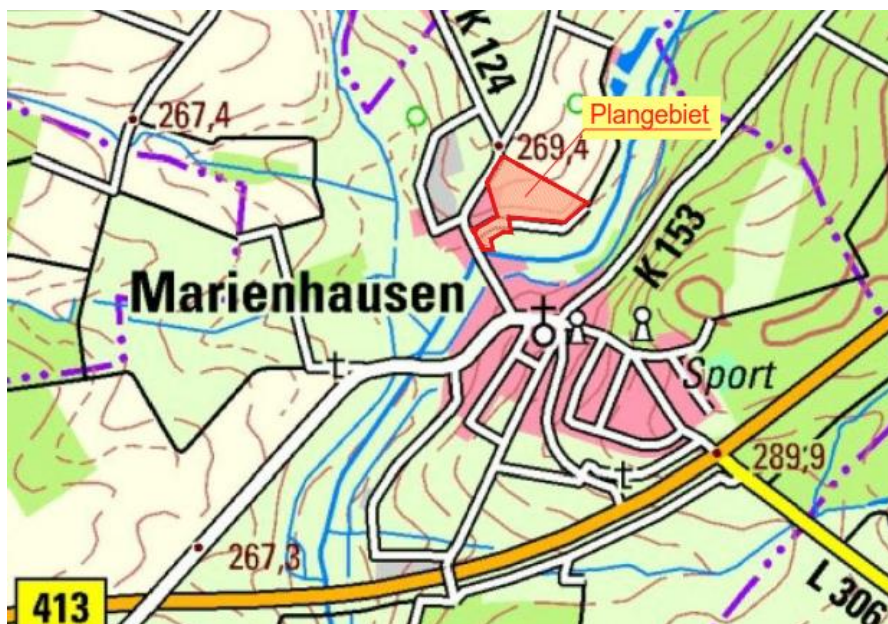 K 124
267,4
Plangebiet
269,4
K 153
Marienhausen
Sport
289,9
267,3
413
L 306